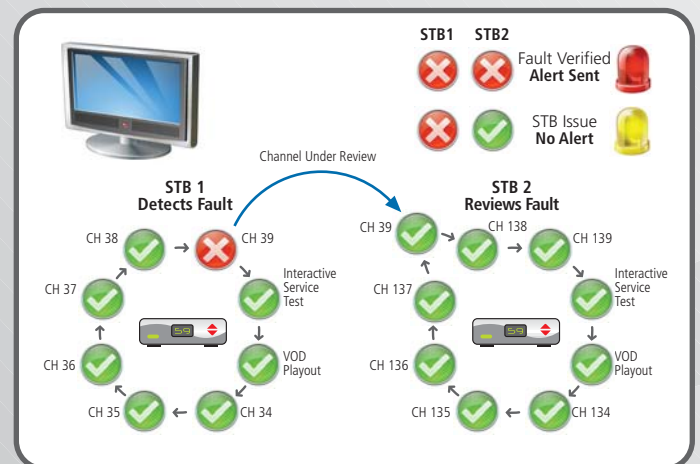 STB1 STB2
Fault Verified
Alert Sent
STB Issue
No Alert
Channel Under Review
STB 1
Detects Fault
CH 38
CH 39
Interactive
Service
Test
VOD
Playout
CH 34
CH 35
CH 36
CH 37
59
STB 2
Reviews Fault
CH 39
CH 138
CH 139
Interactive
Service
Test
VOD
Playout
CH 134
CH 135
CH 136
CH 137
59